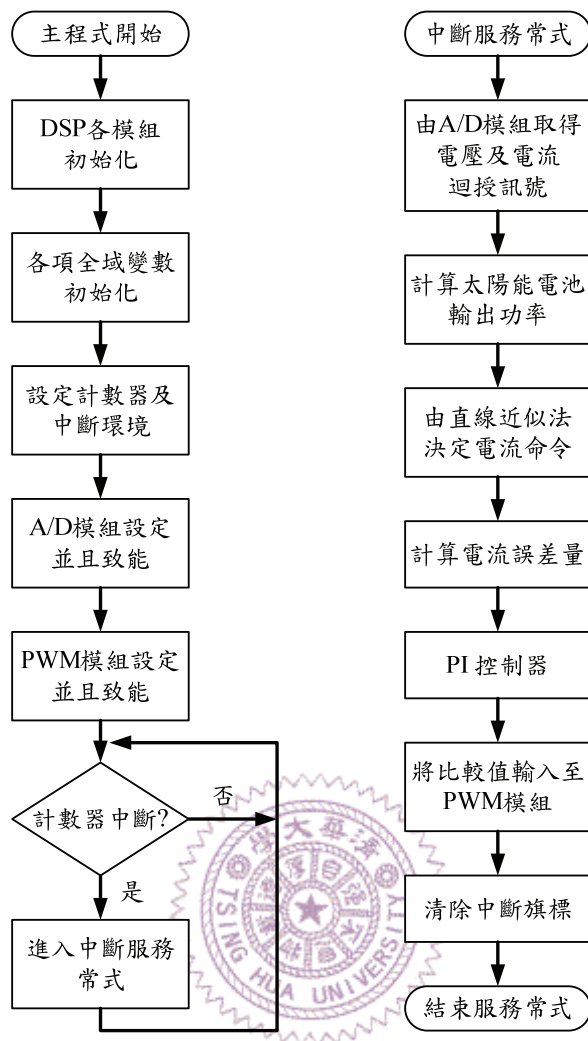 主程式開始
DSP各模組
初始化
各項全域變數
初始化
設定計數器及
中斷環境
A/D模組設定
並且致能
PWM模組設定
並且致能
計數器中斷?
否
是
進入中斷服務
常式
中斷服務常式
由A/D模組取得
電壓及電流
迴授訊號
計算太陽能電池
輸出功率
由直線近似法
決定電流命令
計算電流誤差量
PI 控制器
將比較值輸入至
PWM模組
清除中斷旗標
結束服務常式
TSING HUA UNIVERSITY